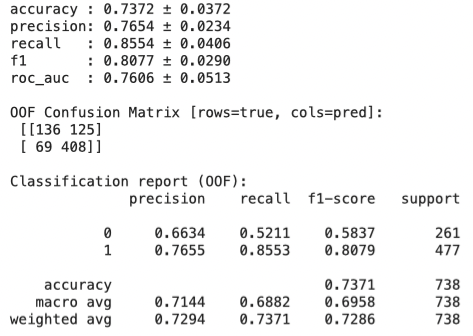 accuracy : 0.7372 ± 0.0372
precision: 0.7654 ± 0.0234
recall   : 0.8554 ± 0.0406
f1       : 0.8077 ± 0.0290
roc_auc  : 0.7606 ± 0.0513

OOF Confusion Matrix [rows=true, cols=pred]:
 [[136 125]
 [ 69 408]]

Classification report (OOF):
              precision    recall  f1-score   support

           0     0.6634    0.5211    0.5837       261
           1     0.7655    0.8553    0.8079       477

    accuracy                         0.7371       738
   macro avg     0.7144    0.6882    0.6958       738
weighted avg     0.7294    0.7371    0.7286       738